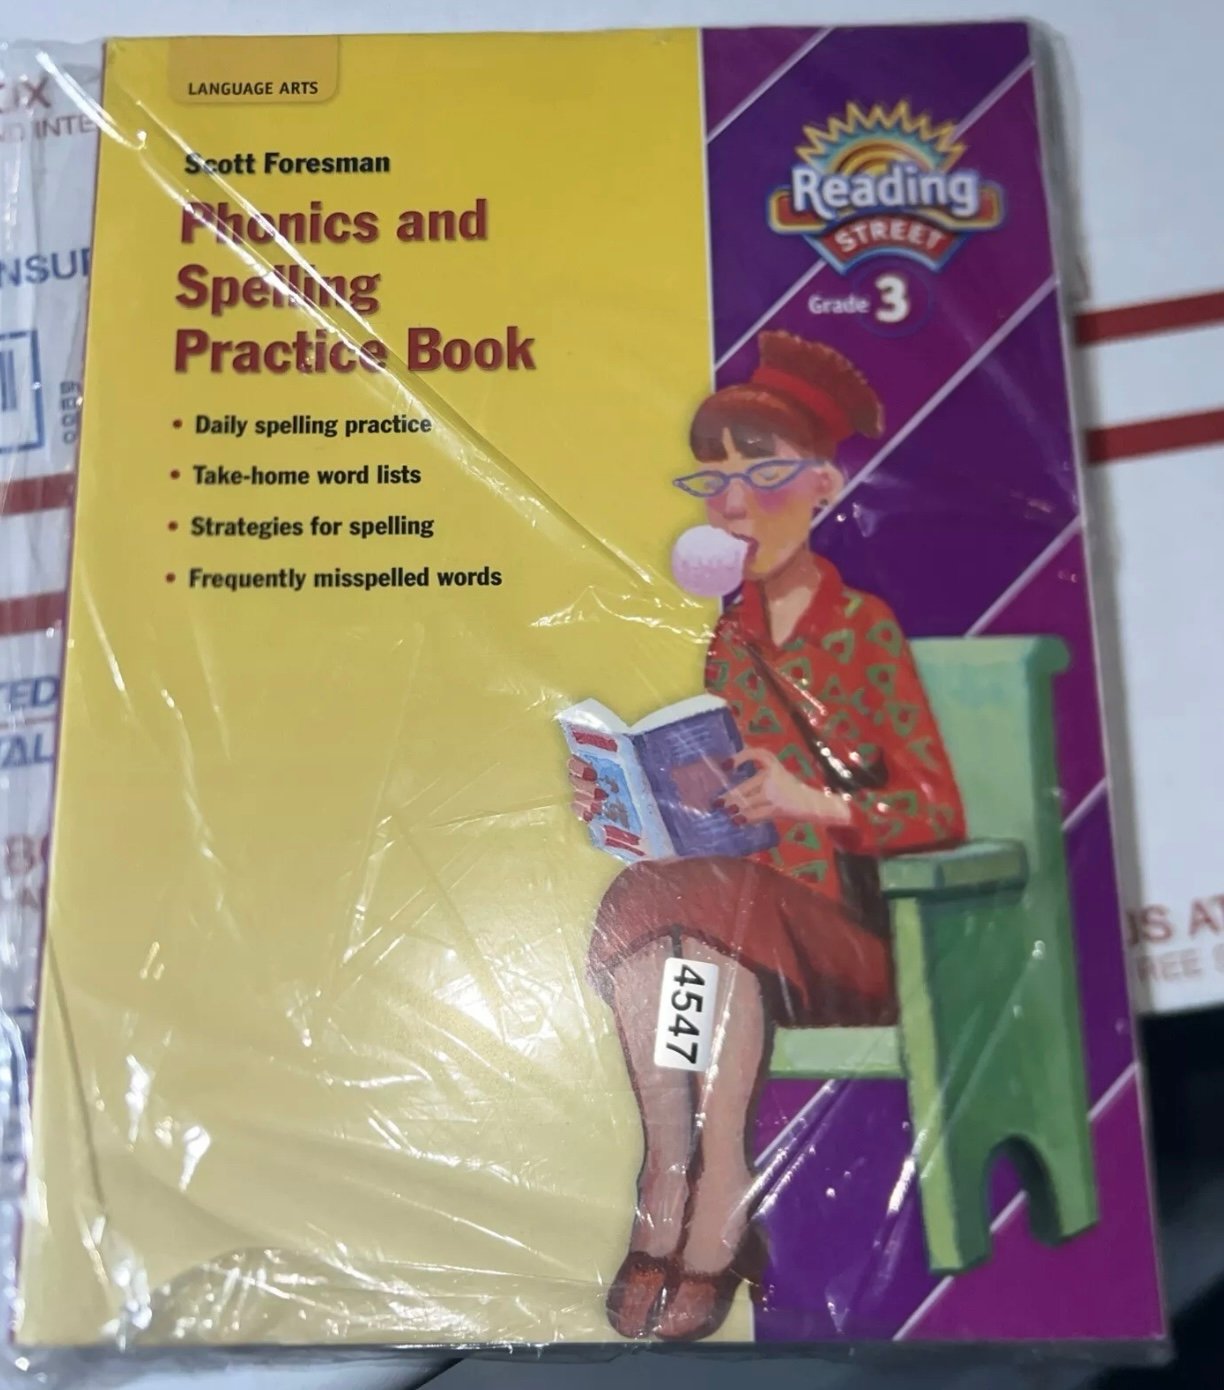 LANGUAGE ARTS
Scott Foresman
Phonics and
Spelling
Practice Book
• Daily spelling practice
• Take-home word lists
• Strategies for spelling
• Frequently misspelled words
Reading
STREET
Grade 3
4547